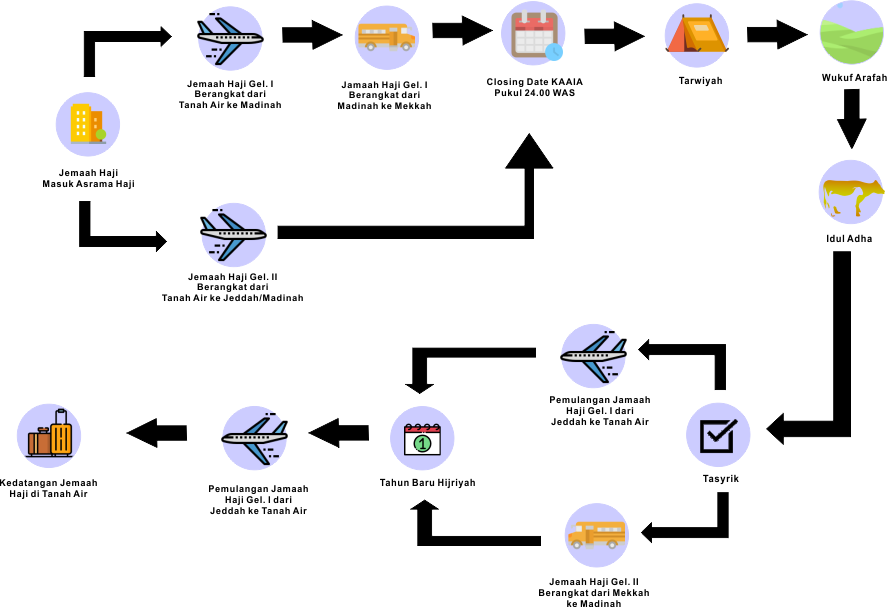 Jemaah Haji
Masuk Asrama Haji
Jemaah Haji Gel. I
Berangkat dari
Tanah Air ke Madinah
Jamaah Haji Gel. I
Berangkat dari
Madinah ke Mekkah
Closing Date KAAIA
Pukul 24.00 WAS
Tarwiyah
Wukuf Arafah
Jemaah Haji Gel. II
Berangkat dari
Tanah Air ke Jeddah/Madinah
Idul Adha
Tasyrik
Pemulangan Jamaah
Haji Gel. I dari
Jeddah ke Tanah Air
Jemaah Haji Gel. II
Berangkat dari Mekkah
ke Madinah
1
Tahun Baru Hijriyah
Pemulangan Jamaah
Haji Gel. I dari
Jeddah ke Tanah Air
Kedatangan Jemaah
Haji di Tanah Air